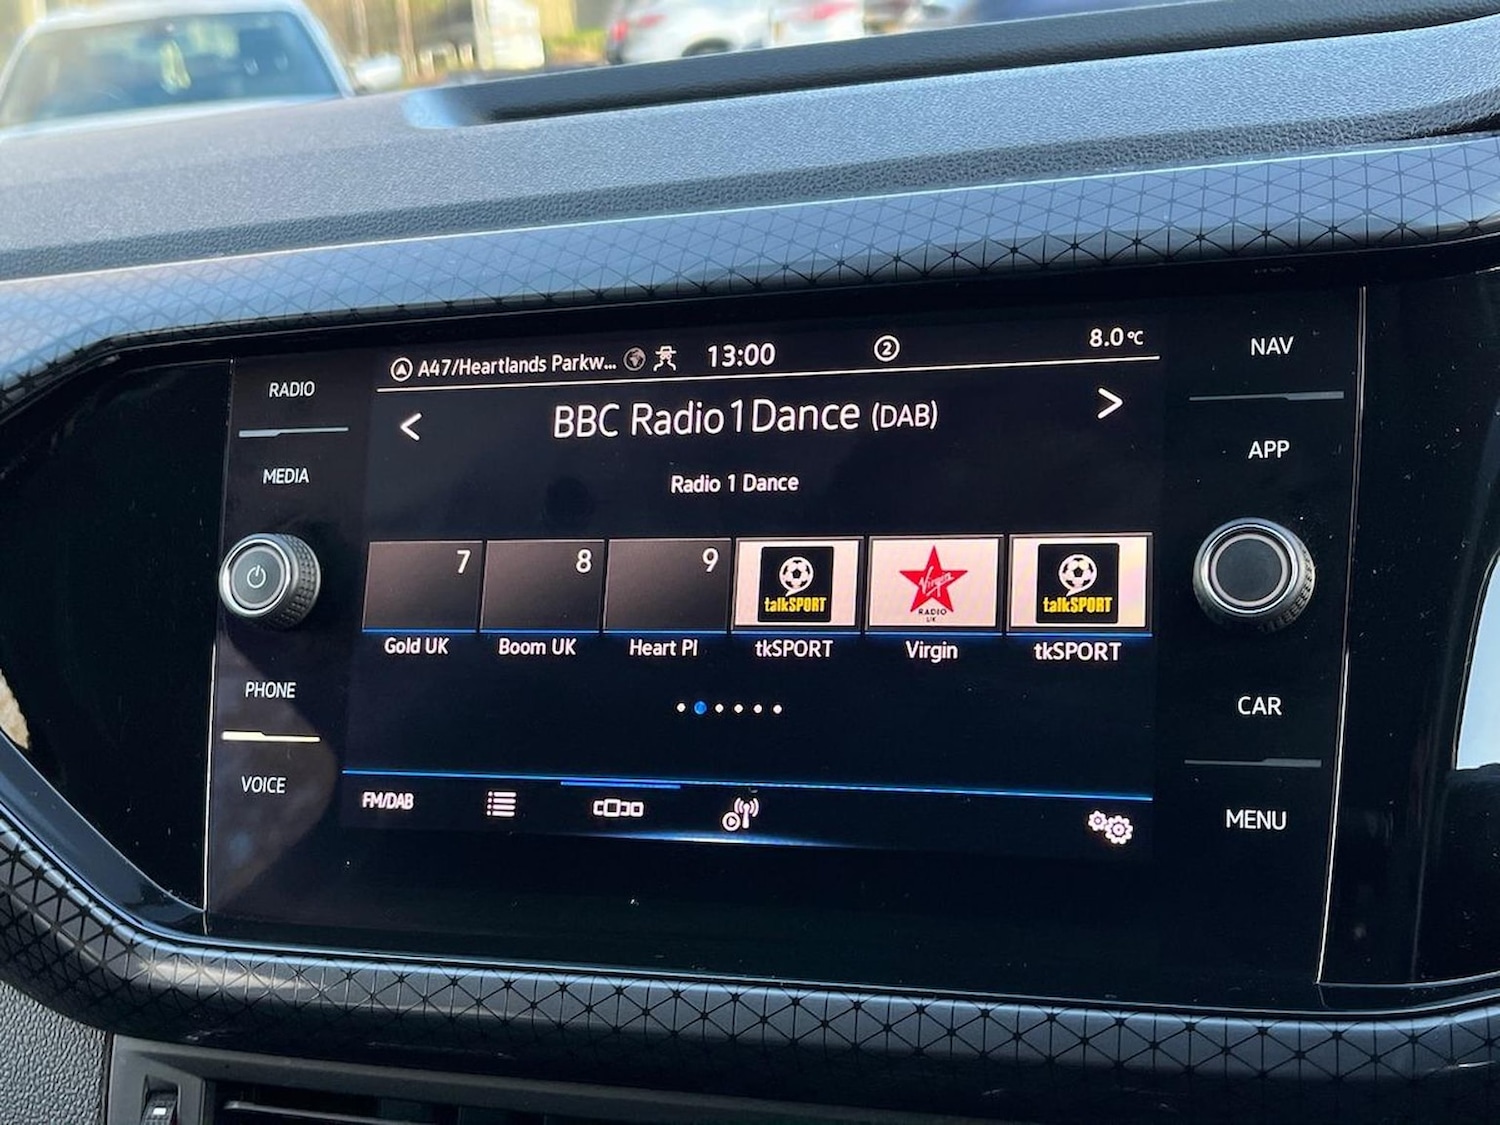 NAV
RADIO
A47/Heartlands Parkw... 13:00 2 8.0°C
BBC Radio 1 Dance (DAB)
APP
MEDIA
Radio 1 Dance
7 8 9
talkSPORT
Virgin
RADIO
UK
talkSPORT
Gold UK Boom UK Heart PI tkSPORT Virgin tkSPORT
PHONE
CAR
VOICE
FM/DAB
MENU